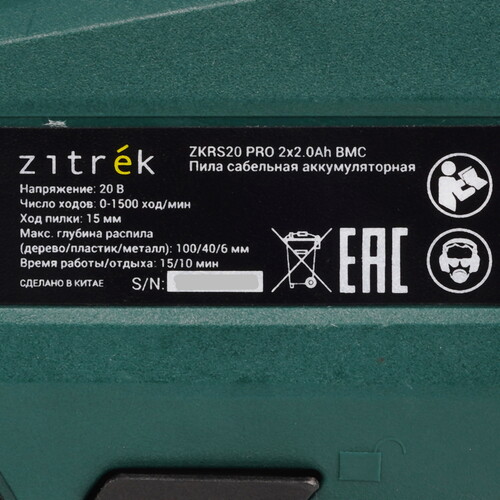 zıtrék
ZKRS20 PRO 2x2.0Ah BMC
Пила сабельная аккумуляторная
Напряжение: 20 В
Число ходов: 0-1500 ход/мин
Ход пилки: 15 мм
Макс. глубина распила
(дерево/пластик/металл): 100/40/6 мм
Время работы/отдыха: 15/10 мин
СДЕЛАНО В КИТАЕ
S/N:
EAC